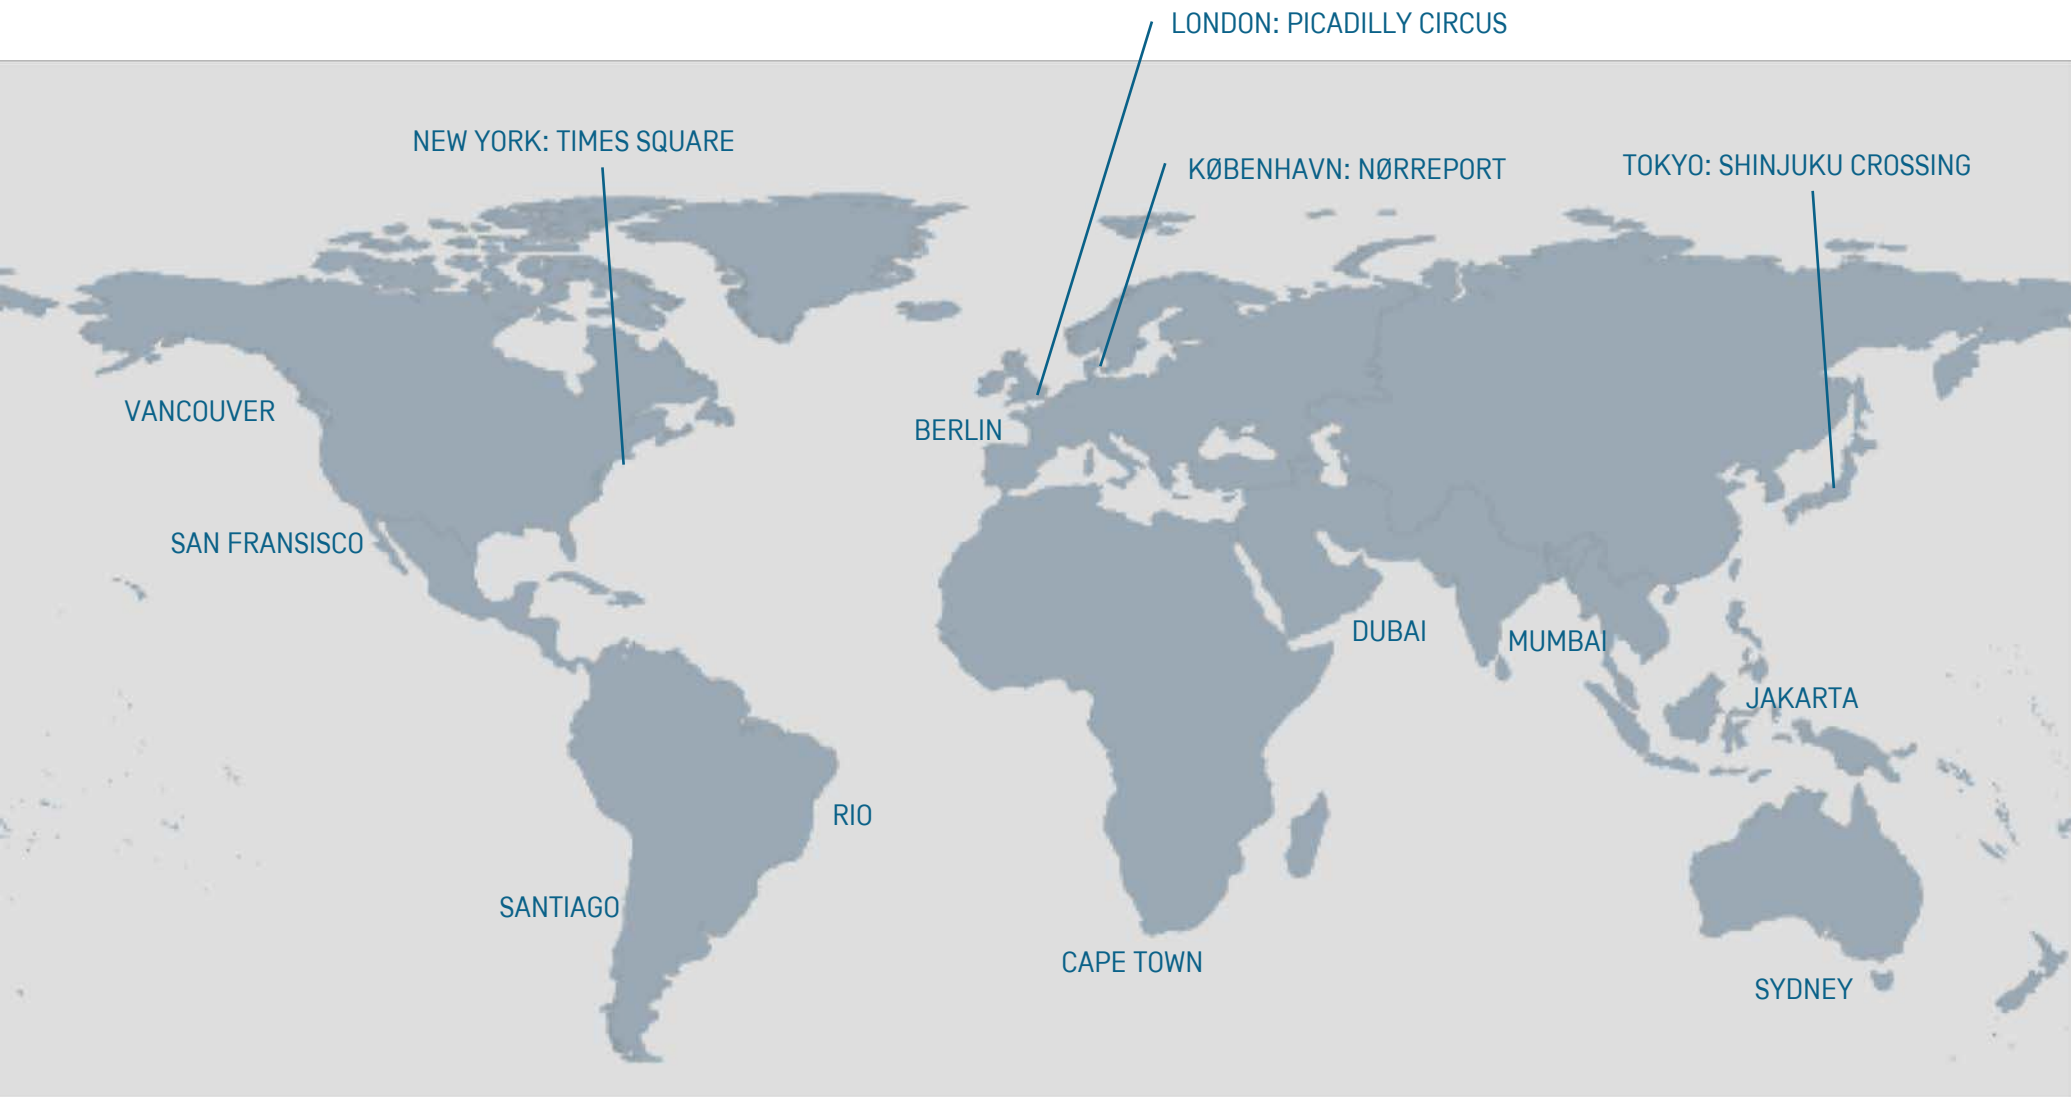 LONDON: PICADILLY CIRCUS
NEW YORK: TIMES SQUARE
KØBENHAVN: NØRREPORT
TOKYO: SHINJUKU CROSSING
VANCOUVER
BERLIN
SAN FRANSISCO
DUBAI
MUMBAI
JAKARTA
RIO
SANTIAGO
CAPE TOWN
SYDNEY